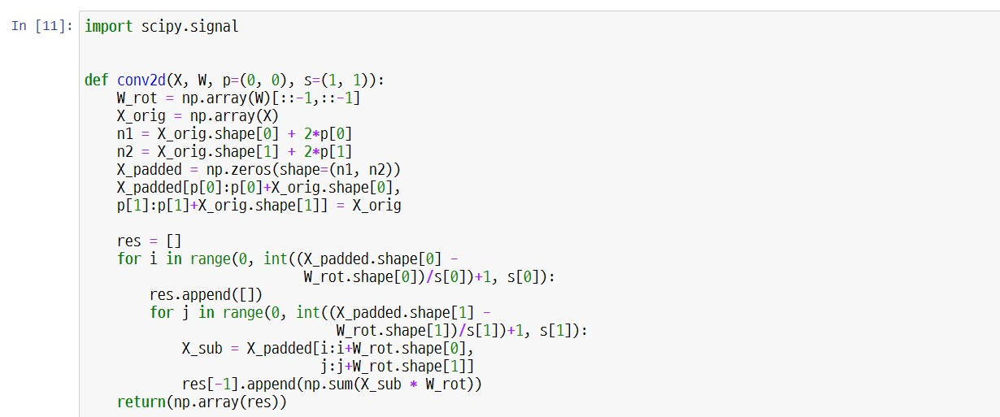 In [11]: import scipy.signal


def conv2d(X, W, p=(0, 0), s=(1, 1)):
    W_rot = np.array(W)[::-1,::-1]
    X_orig = np.array(X)
    n1 = X_orig.shape[0] + 2*p[0]
    n2 = X_orig.shape[1] + 2*p[1]
    X_padded = np.zeros(shape=(n1, n2))
    X_padded[p[0]:p[0]+X_orig.shape[0],
    p[1]:p[1]+X_orig.shape[1]] = X_orig

    res = []
    for i in range(0, int((X_padded.shape[0] -
                           W_rot.shape[0])/s[0])+1, s[0]):
        res.append([])
        for j in range(0, int((X_padded.shape[1] -
                               W_rot.shape[1])/s[1])+1, s[1]):
            X_sub = X_padded[i:i+W_rot.shape[0],
                             j:j+W_rot.shape[1]]
            res[-1].append(np.sum(X_sub * W_rot))
    return(np.array(res))